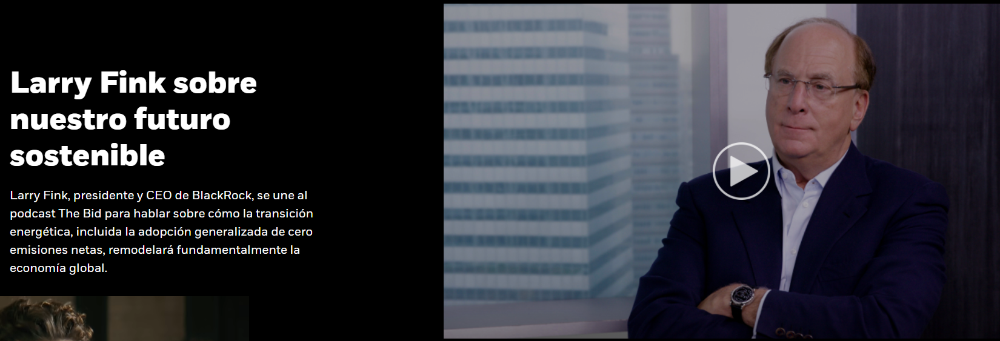 Larry Fink sobre
nuestro futuro
sostenible
Larry Fink, presidente y CEO de BlackRock, se une al
podcast The Bid para hablar sobre cómo la transición
energética, incluida la adopción generalizada de cero
emisiones netas, remodelará fundamentalmente la
economía global.